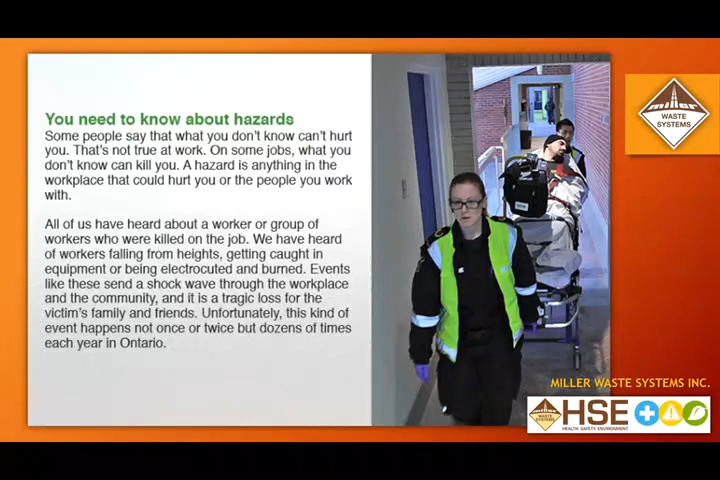 You need to know about hazards
Some people say that what you don't know can't hurt
you. That's not true at work. On some jobs, what you
don't know can kill you. A hazard is anything in the
workplace that could hurt you or the people you work
with.
All of us have heard about a worker or group of
workers who were killed on the job. We have heard
of workers falling from heights, getting caught in
equipment or being electrocuted and burned. Events
like these send a shock wave through the workplace
and the community, and it is a tragic loss for the
victim's family and friends. Unfortunately, this kind of
event happens not once or twice but dozens of times
each year in Ontario.
miller
WASTE
SYSTEMS
MILLER WASTE SYSTEMS INC.
miller
WASTE
SYSTEMS
HSE
HEALTH SAFETY ENVIRONMENT